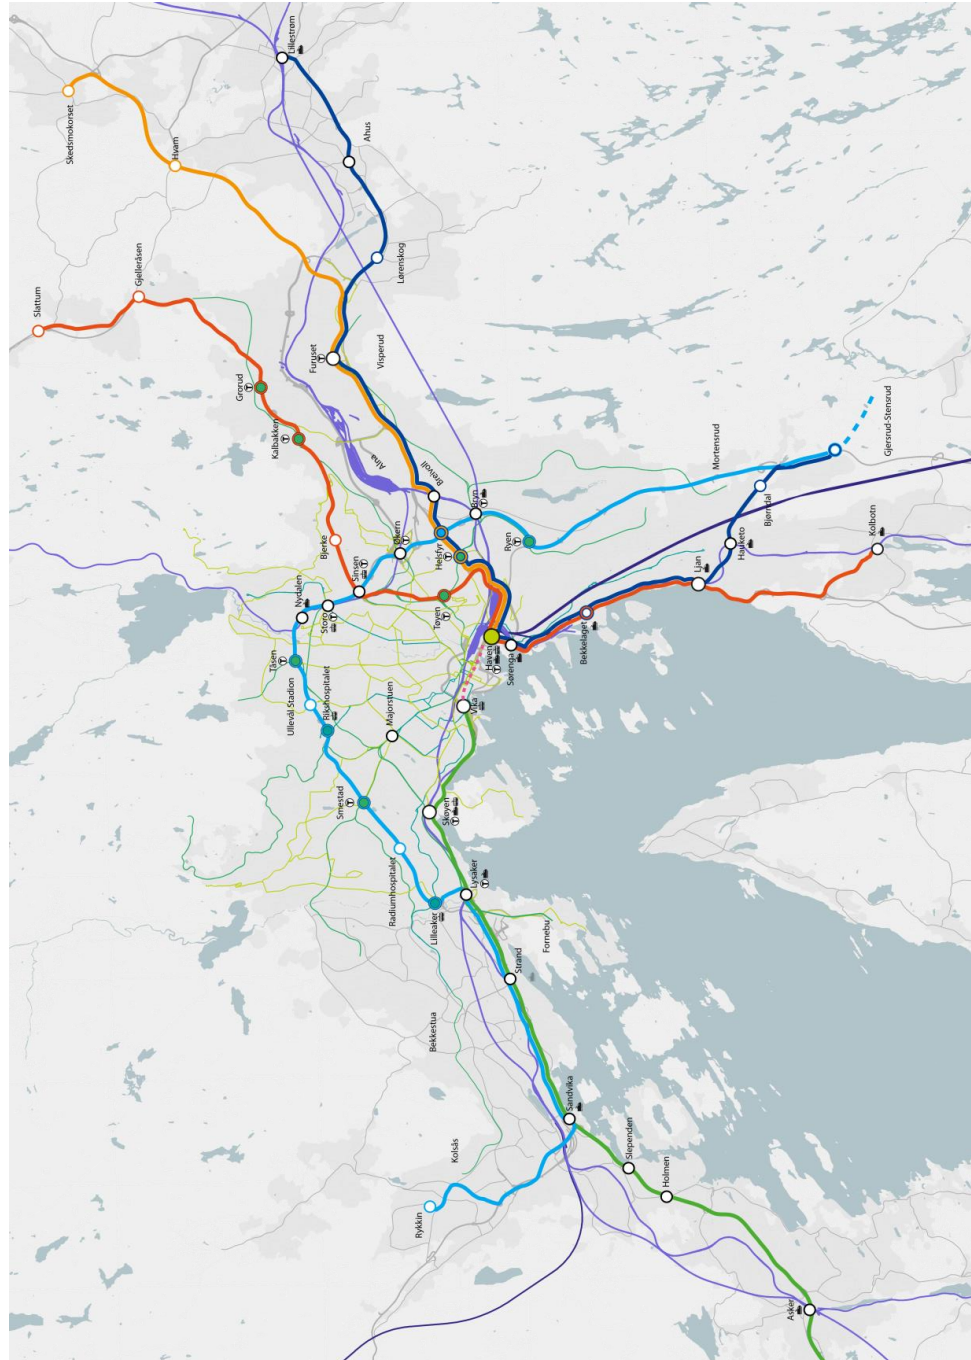 Skedsmokorset
Hvam
Lillestrøm
Ahus
Lørenskog
Slattum
Gjelleråsen
Furuset
Visperud
Grorud
Kalbakken
Alna
Breivoll
Bryn
Mortensrud
Gjersrud-Stensrud
Bjørndal
Kolbotn
Hauketo
Ljan
Ryen
Helsfyr
Økern
Bjerke
Sinsen
Nydalen
Storo
Tøyen
Haven
Sørenga
Bekkelaget
Tåsen
Ullevål Stadion
Rikshospitalet
Majorstuen
Vika
Smestad
Skøyen
Radiumhospitalet
Lysaker
Lilleaker
Fornebu
Strand
Bekkestua
Sandvika
Kolsås
Slependen
Holmen
Rykkin
Asker